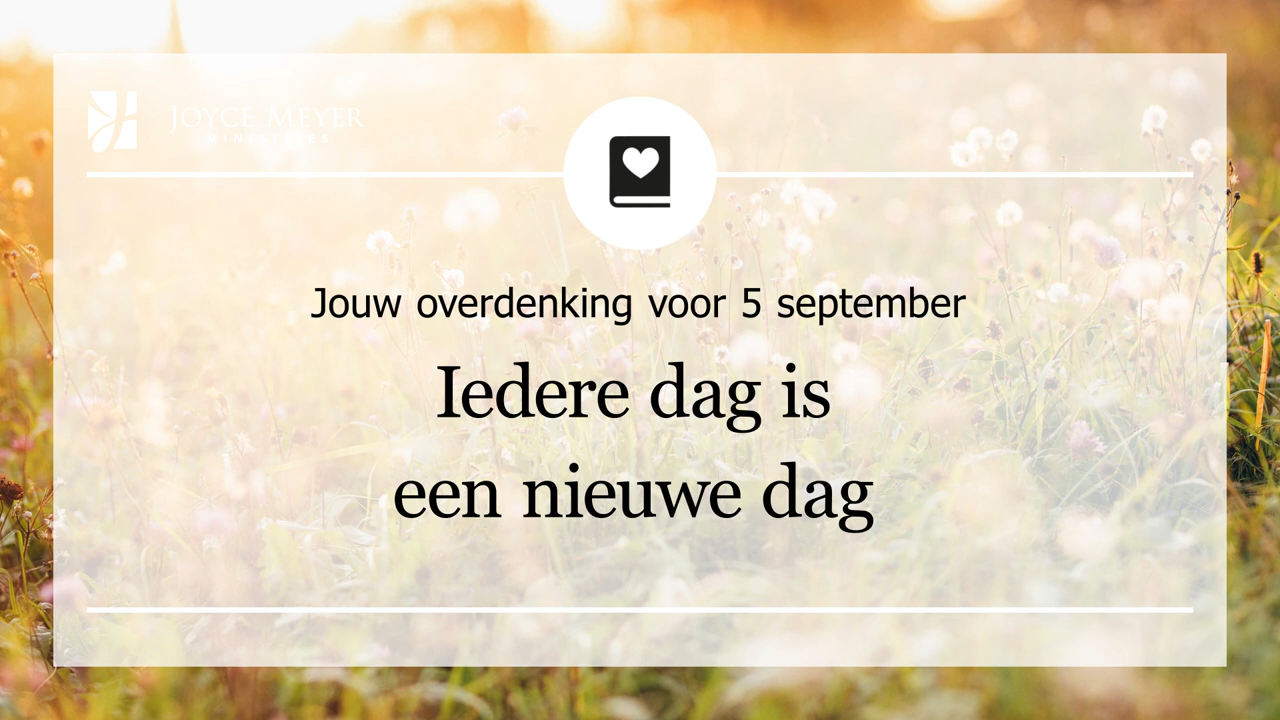 JOYCE MEYER
MINISTRIES
Jouw overdenking voor 5 september
Iedere dag is
een nieuwe dag